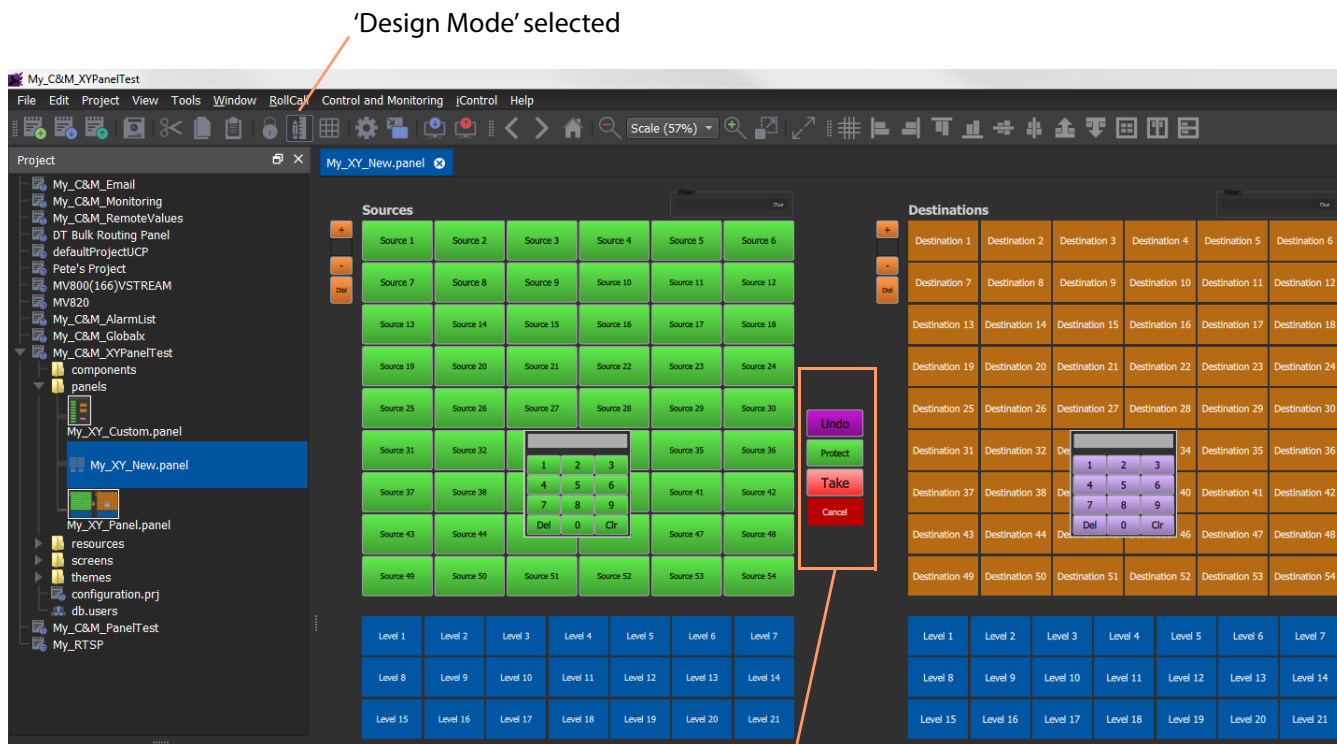 'Design Mode' selected
My_C&M_XYPanelTest
File Edit Project View Tools Window RollCall Control and Monitoring iControl Help
Scale (57%)
Project
My_XY_New.panel
My_C&M_Email
My_C&M_Monitoring
My_C&M_RemoteValues
DT Bulk Routing Panel
defaultProjectUCP
Pete's Project
MV800(166)VSTREAM
MV820
My_C&M_AlarmList
My_C&M_Globalx
My_C&M_XYPanelTest
components
panels
My_XY_Custom.panel
My_XY_New.panel
My_XY_Panel.panel
resources
screens
themes
configuration.prj
db.users
My_C&M_PanelTest
My_RTSP
Sources
Filter:
Clur
+
-
Dial
Source 1 Source 2 Source 3 Source 4 Source 5 Source 6
Source 7 Source 8 Source 9 Source 10 Source 11 Source 12
Source 13 Source 14 Source 15 Source 16 Source 17 Source 18
Source 19 Source 20 Source 21 Source 22 Source 23 Source 24
Source 25 Source 26 Source 27 Source 28 Source 29 Source 30
Source 31 Source 32 Source 35 Source 36
Source 37 Source 38 Source 41 Source 42
Source 43 Source 44 Source 47 Source 48
Source 49 Source 50 Source 51 Source 52 Source 53 Source 54
1 2 3
4 5 6
7 8 9
Del 0 Clr
Level 1 Level 2 Level 3 Level 4 Level 5 Level 6 Level 7
Level 8 Level 9 Level 10 Level 11 Level 12 Level 13 Level 14
Level 15 Level 16 Level 17 Level 18 Level 19 Level 20 Level 21
Undo
Protect
Take
Cancel
Destinations
Filter:
+
-
Dial
Destination 1 Destination 2 Destination 3 Destination 4 Destination 5 Destination 6
Destination 7 Destination 8 Destination 9 Destination 10 Destination 11 Destination 12
Destination 13 Destination 14 Destination 15 Destination 16 Destination 17 Destination 18
Destination 19 Destination 20 Destination 21 Destination 22 Destination 23 Destination 24
Destination 25 Destination 26 Destination 27 Destination 28 Destination 29 Destination 30
Destination 31 Destination 32 De 34 Destination 35 Destination 36
Destination 37 Destination 38 De 40 Destination 41 Destination 42
Destination 43 Destination 44 De 46 Destination 47 Destination 48
Destination 49 Destination 50 Destination 51 Destination 52 Destination 53 Destination 54
1 2 3
4 5 6
7 8 9
Del 0 Clr
Level 1 Level 2 Level 3 Level 4 Level 5 Level 6 Level 7
Level 8 Level 9 Level 10 Level 11 Level 12 Level 13 Level 14
Level 15 Level 16 Level 17 Level 18 Level 19 Level 20 Level 21